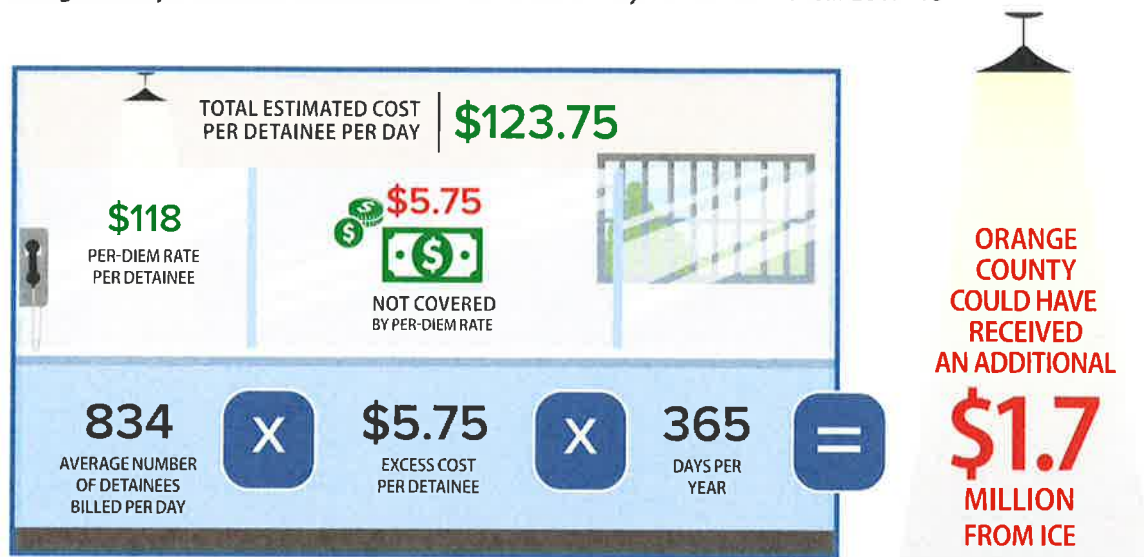 TOTAL ESTIMATED COST
PER DETAINEE PER DAY
$123.75
$118
PER-DIEM RATE
PER DETAINEE
$5.75
NOT COVERED
BY PER-DIEM RATE
834
AVERAGE NUMBER
OF DETAINEES
BILLED PER DAY
X
$5.75
EXCESS COST
PER DETAINEE
X
365
DAYS PER
YEAR
=
ORANGE
COUNTY
COULD HAVE
RECEIVED
AN ADDITIONAL
$1.7
MILLION
FROM ICE